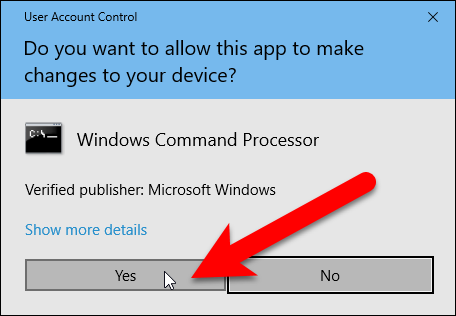 User Account Control
Do you want to allow this app to make
changes to your device?
C:\_
Windows Command Processor
Verified publisher: Microsoft Windows
Show more details
Yes
No